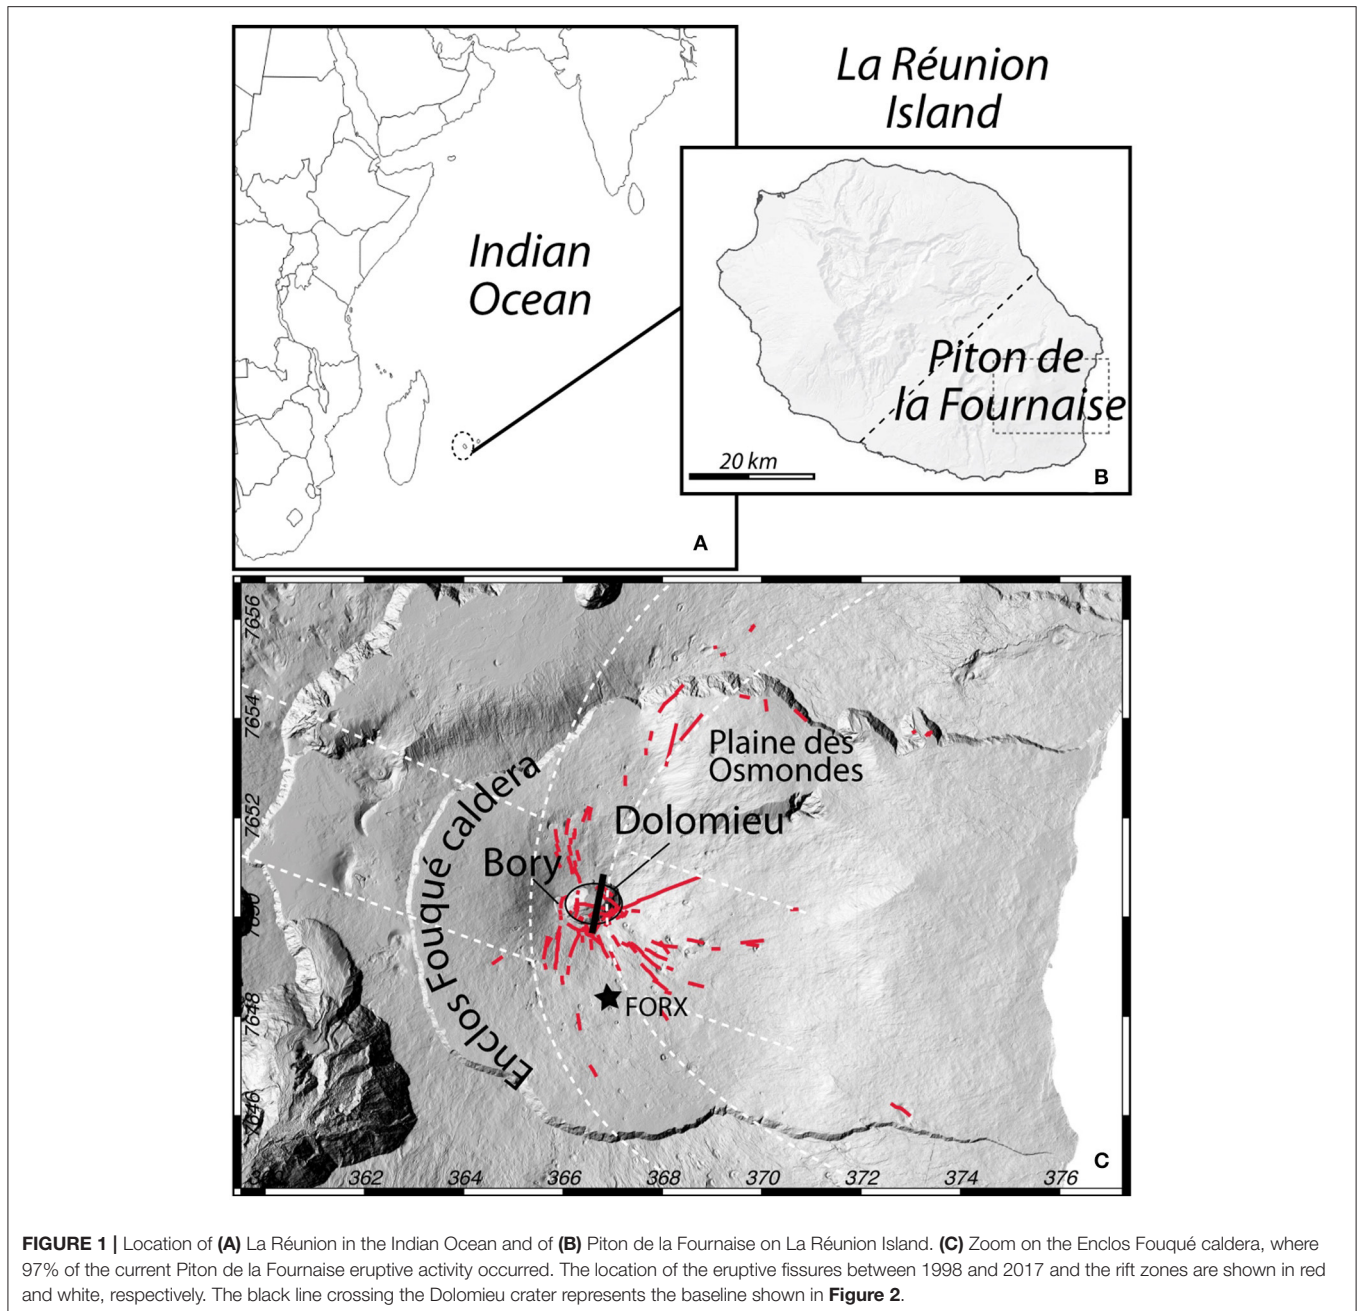 La Réunion
Island
Indian
Ocean
Piton de
la Fournaise
20 km
B
A
7656
7654
7652
7650
7648
7646
Plaine des
Osmondes
Dolomieu
Bory
Enclos Fouqué caldera
FORX
C
362
364
366
368
370
372
374
376
FIGURE 1 | Location of (A) La Réunion in the Indian Ocean and of (B) Piton de la Fournaise on La Réunion Island. (C) Zoom on the Enclos Fouqué caldera, where
97% of the current Piton de la Fournaise eruptive activity occurred. The location of the eruptive fissures between 1998 and 2017 and the rift zones are shown in red
and white, respectively. The black line crossing the Dolomieu crater represents the baseline shown in Figure 2.